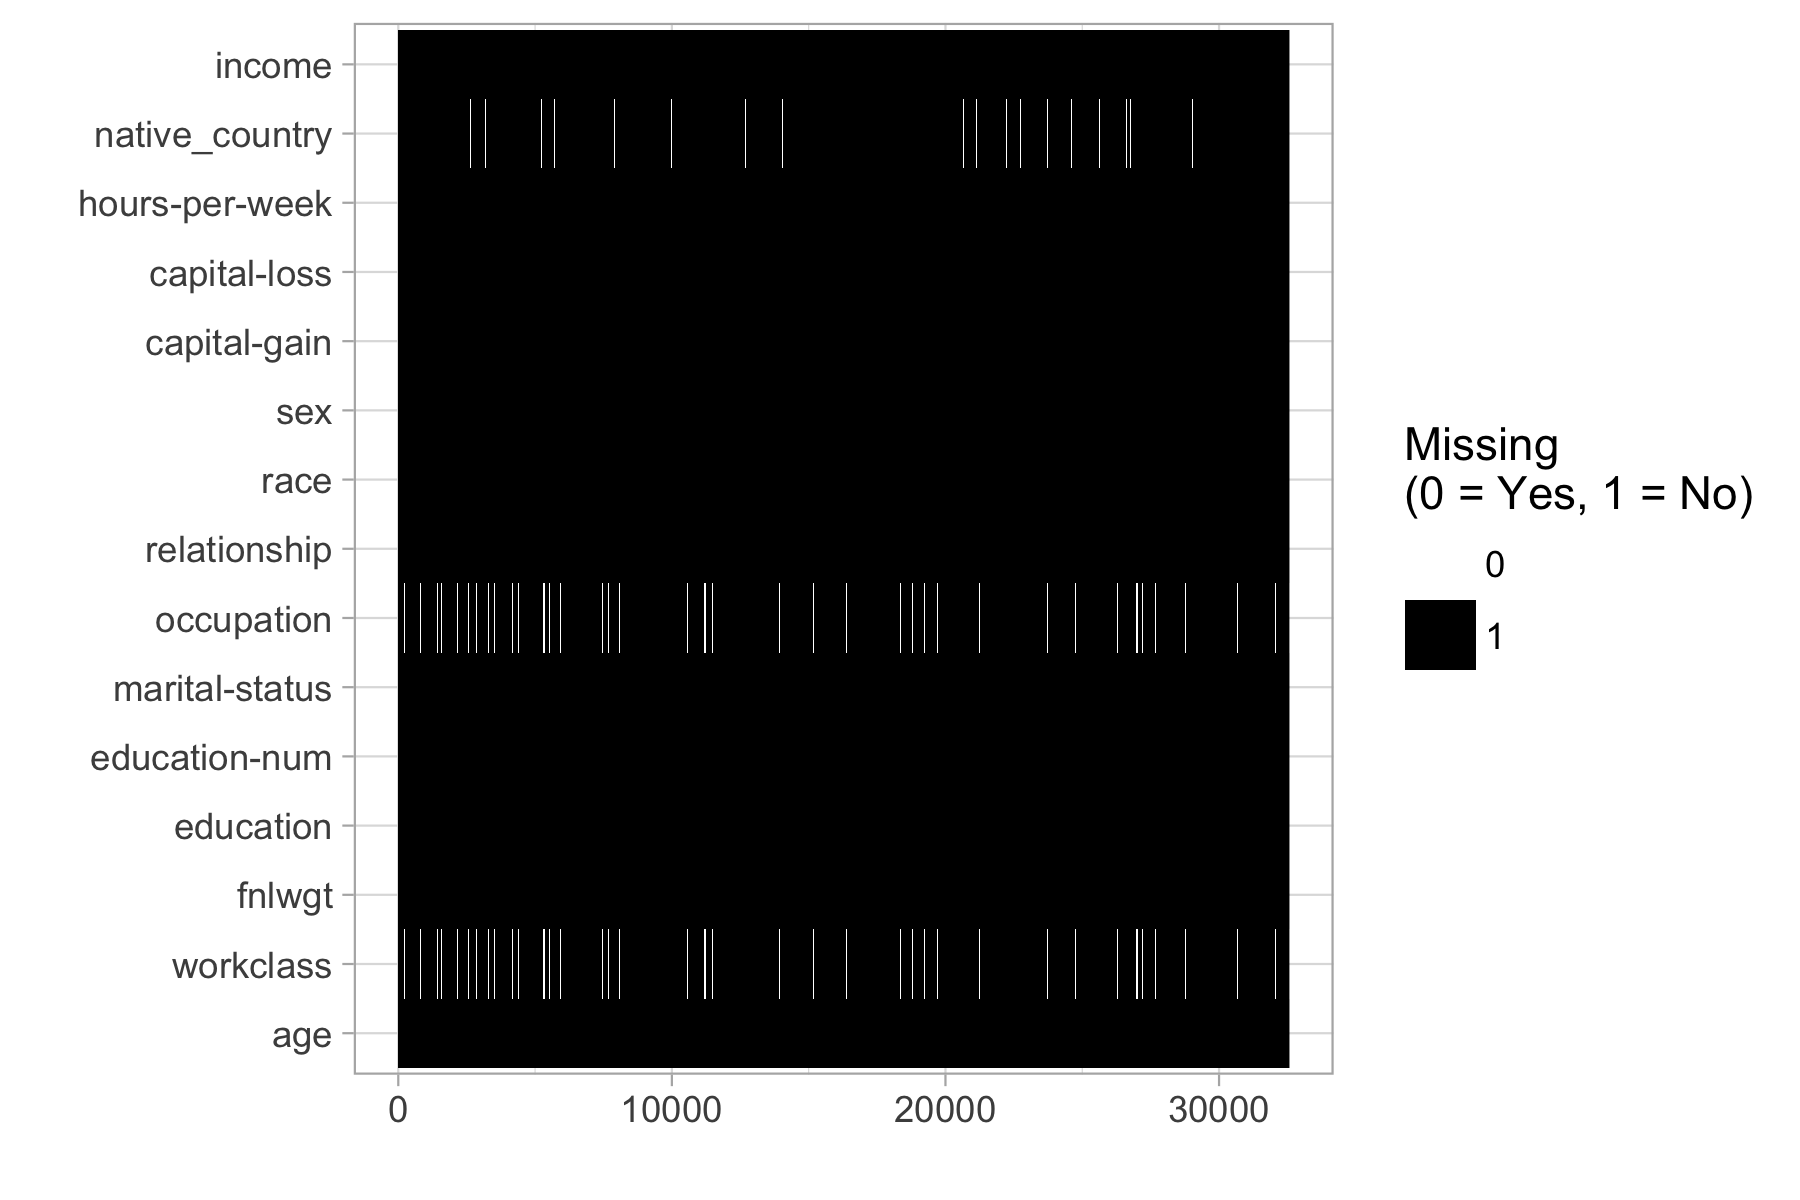 income
native_country
hours-per-week
capital-loss
capital-gain
sex
race
relationship
occupation
marital-status
education-num
education
fnlwgt
workclass
age
0 10000 20000 30000
Missing
(0 = Yes, 1 = No)
0
1